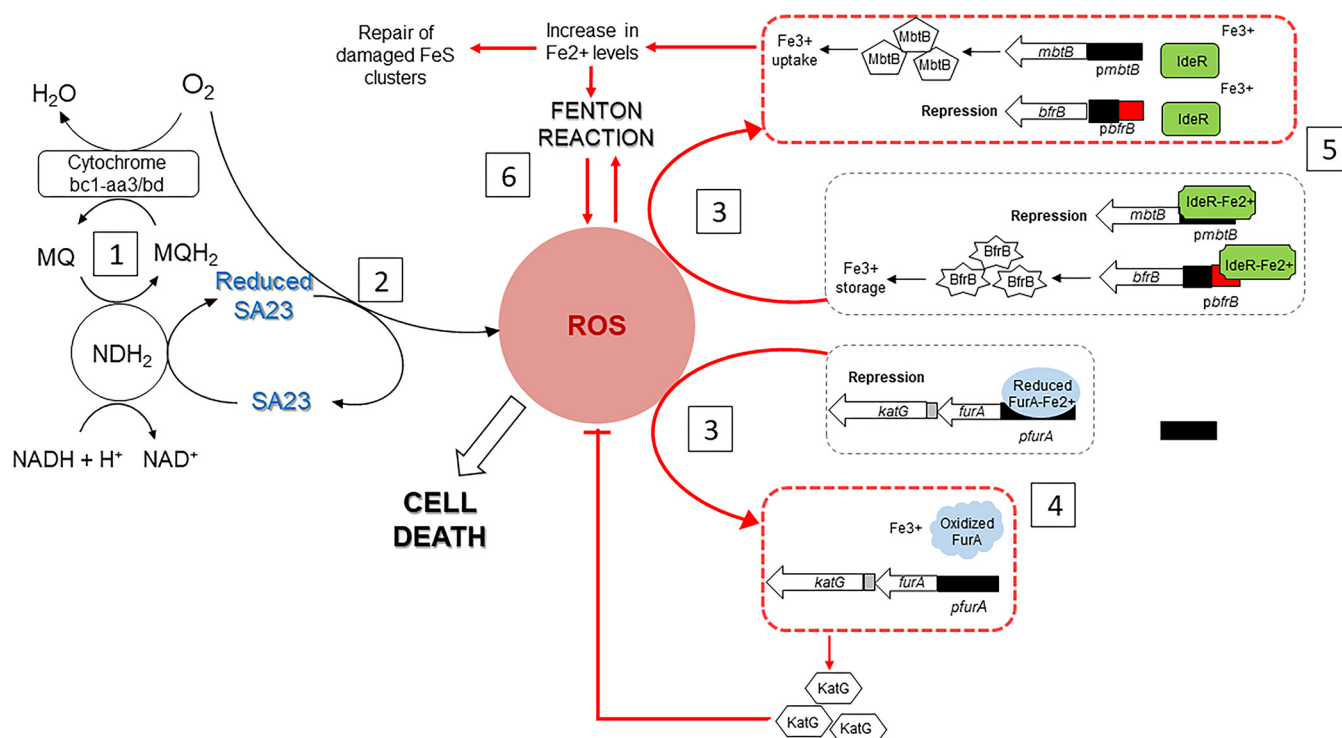 Repair of
damaged FeS
clusters
Increase in
Fe2+ levels
Fe3+
uptake
MbtB
MbtB
MbtB
mbtB
pmbtB
IdeR
Fe3+
Fe3+
Repression
bfrB
pbfrB
IdeR
5
H₂O
O₂
FENTON
REACTION
6
3
Cytochrome
bc1-aa3/bd
MQ
1
MQH₂
Reduced
SA23
2
NDH₂
SA23
NADH + H⁺
NAD⁺
ROS
Repression
mbtB
IdeR-Fe2+
pmbtB
Fe3+
storage
BfrB
BfrB
BfrB
bfrB
IdeR-Fe2+
pbfrB
Repression
katG
furA
Reduced
FurA-Fe2+
pfurA
3
CELL
DEATH
4
Fe3+
Oxidized
FurA
katG
furA
pfurA
KatG
KatG
KatG